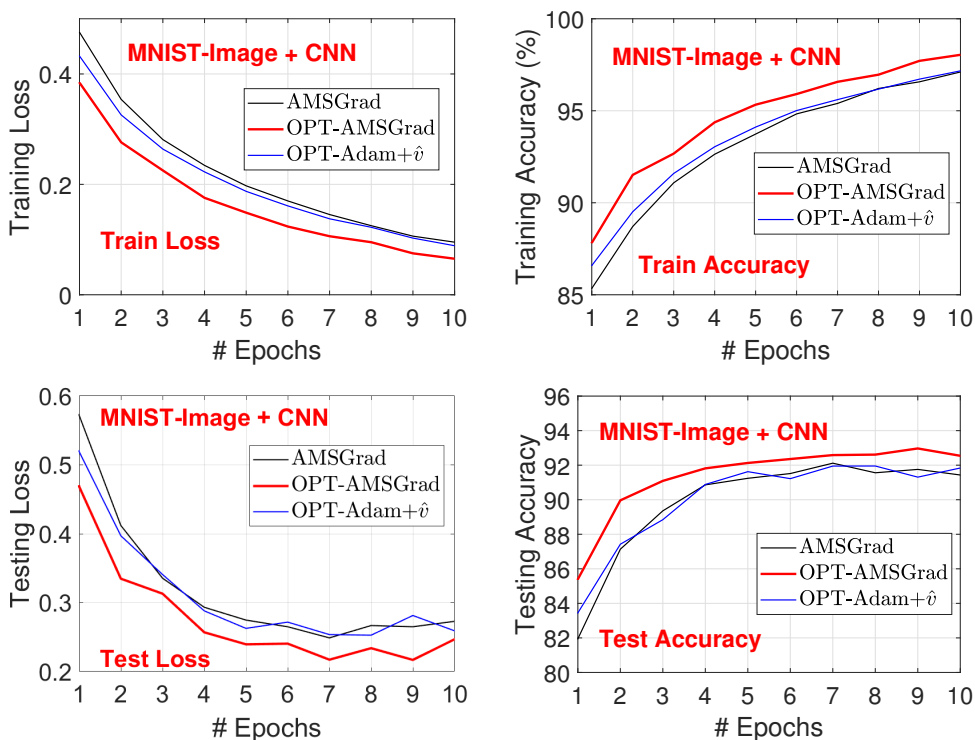 MNIST-Image + CNN
AMSGrad
OPT-AMSGrad
OPT-Adam+v̂
Train Loss
Training Loss
0
0.2
0.4
1 2 3 4 5 6 7 8 9 10
# Epochs
MNIST-Image + CNN
AMSGrad
OPT-AMSGrad
OPT-Adam+v̂
Train Accuracy
Training Accuracy (%)
100
95
90
85
1 2 3 4 5 6 7 8 9 10
# Epochs
MNIST-Image + CNN
AMSGrad
OPT-AMSGrad
OPT-Adam+v̂
Test Loss
Testing Loss
0.6
0.5
0.4
0.3
0.2
1 2 3 4 5 6 7 8 9 10
# Epochs
MNIST-Image + CNN
AMSGrad
OPT-AMSGrad
OPT-Adam+v̂
Test Accuracy
Testing Accuracy
96
94
92
90
88
86
84
82
80
1 2 3 4 5 6 7 8 9 10
# Epochs